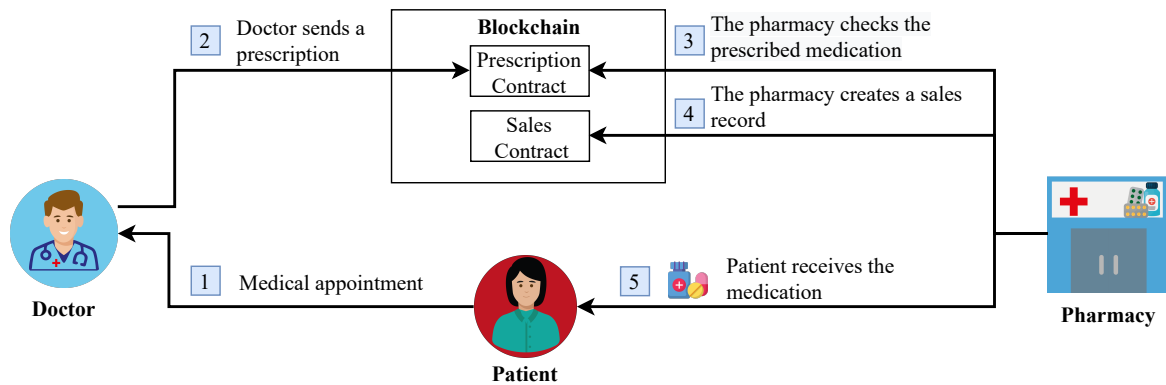 Blockchain
2
Doctor sends a
prescription
Prescription
Contract
3
The pharmacy checks the
prescribed medication
4
The pharmacy creates a sales
record
Sales
Contract
Doctor
1
Medical appointment
Patient
5
Patient receives the
medication
Pharmacy